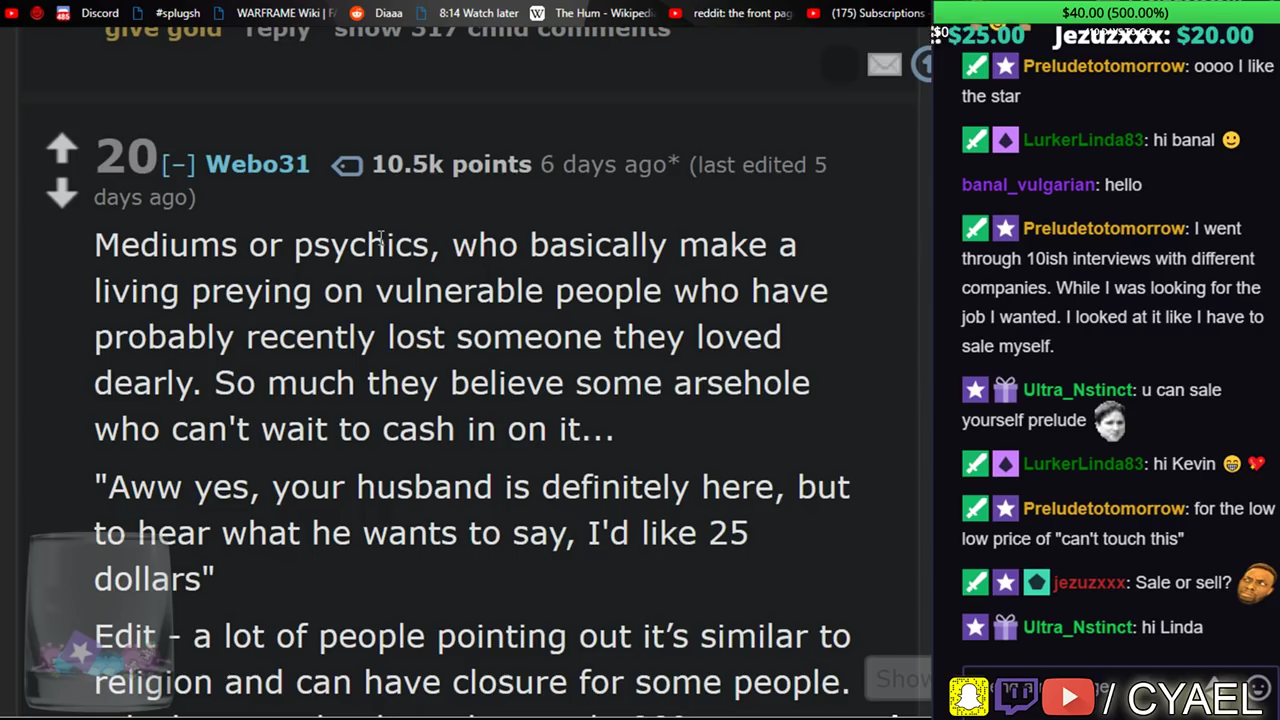 Discord
#splugsh
WARFRAME Wiki | F
Diaaa
8:14 Watch later
The Hum - Wikipedi
reddit: the front pag
(175) Subscriptions
give gold reply show 317 child comments
20 [–] Webo31 10.5k points 6 days ago* (last edited 5
days ago)
Mediums or psychics, who basically make a
living preying on vulnerable people who have
probably recently lost someone they loved
dearly. So much they believe some arsehole
who can't wait to cash in on it...
"Aww yes, your husband is definitely here, but
to hear what he wants to say, I'd like 25
dollars"
Edit - a lot of people pointing out it’s similar to
religion and can have closure for some people.
Show
$40.00 (500.00%)
$25.00 Jezuzxxx: $20.00
Preludetotomorrow: oooo I like
the star
LurkerLinda83: hi banal
banal_vulgarian: hello
Preludetotomorrow: I went
through 10ish interviews with different
companies. While I was looking for the
job I wanted. I looked at it like I have to
sale myself.
Ultra_Nstinct: u can sale
yourself prelude
LurkerLinda83: hi Kevin
Preludetotomorrow: for the low
low price of "can't touch this"
jezuzxxx: Sale or sell?
Ultra_Nstinct: hi Linda
/ CYAEL